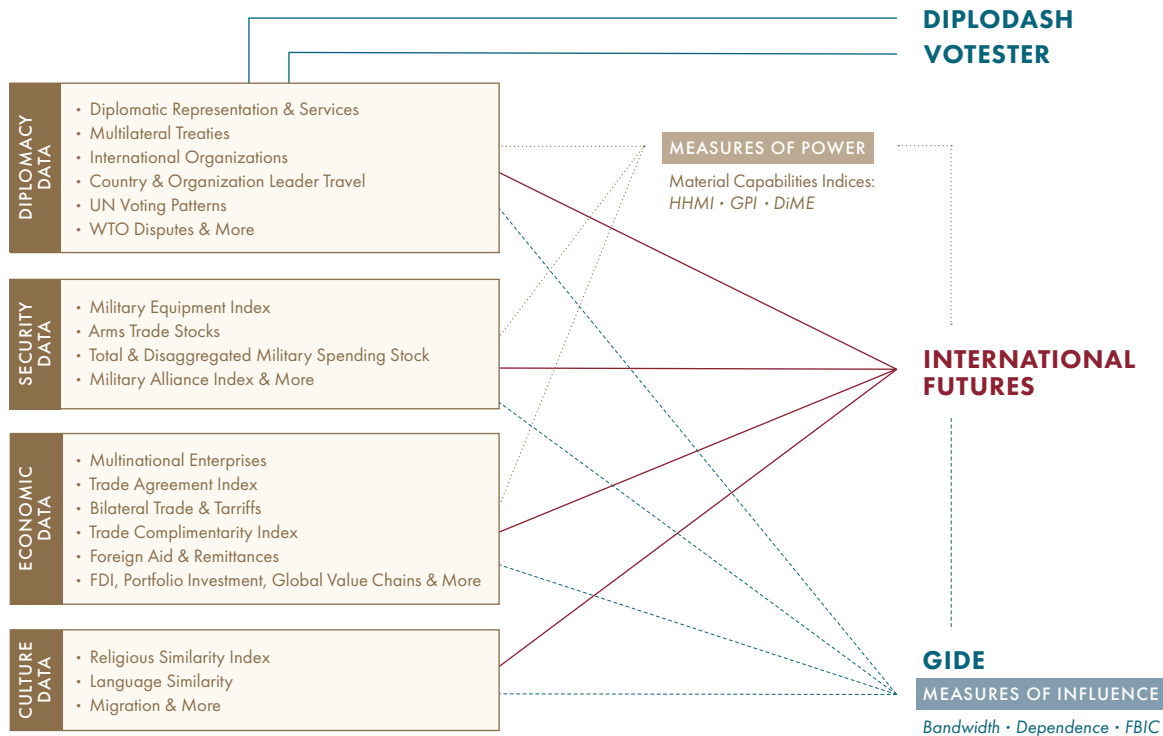 DIPLODASH
VOTESTER
DIPLOMACY
DATA
• Diplomatic Representation & Services
• Multilateral Treaties
• International Organizations
• Country & Organization Leader Travel
• UN Voting Patterns
• WTO Disputes & More
MEASURES OF POWER
Material Capabilities Indices:
HHMI • GPI • DiME
SECURITY
DATA
• Military Equipment Index
• Arms Trade Stocks
• Total & Disaggregated Military Spending Stock
• Military Alliance Index & More
INTERNATIONAL
FUTURES
ECONOMIC
DATA
• Multinational Enterprises
• Trade Agreement Index
• Bilateral Trade & Tarriffs
• Trade Complimentarity Index
• Foreign Aid & Remittances
• FDI, Portfolio Investment, Global Value Chains & More
CULTURE
DATA
• Religious Similarity Index
• Language Similarity
• Migration & More
GIDE
MEASURES OF INFLUENCE
Bandwidth • Dependence • FBIC